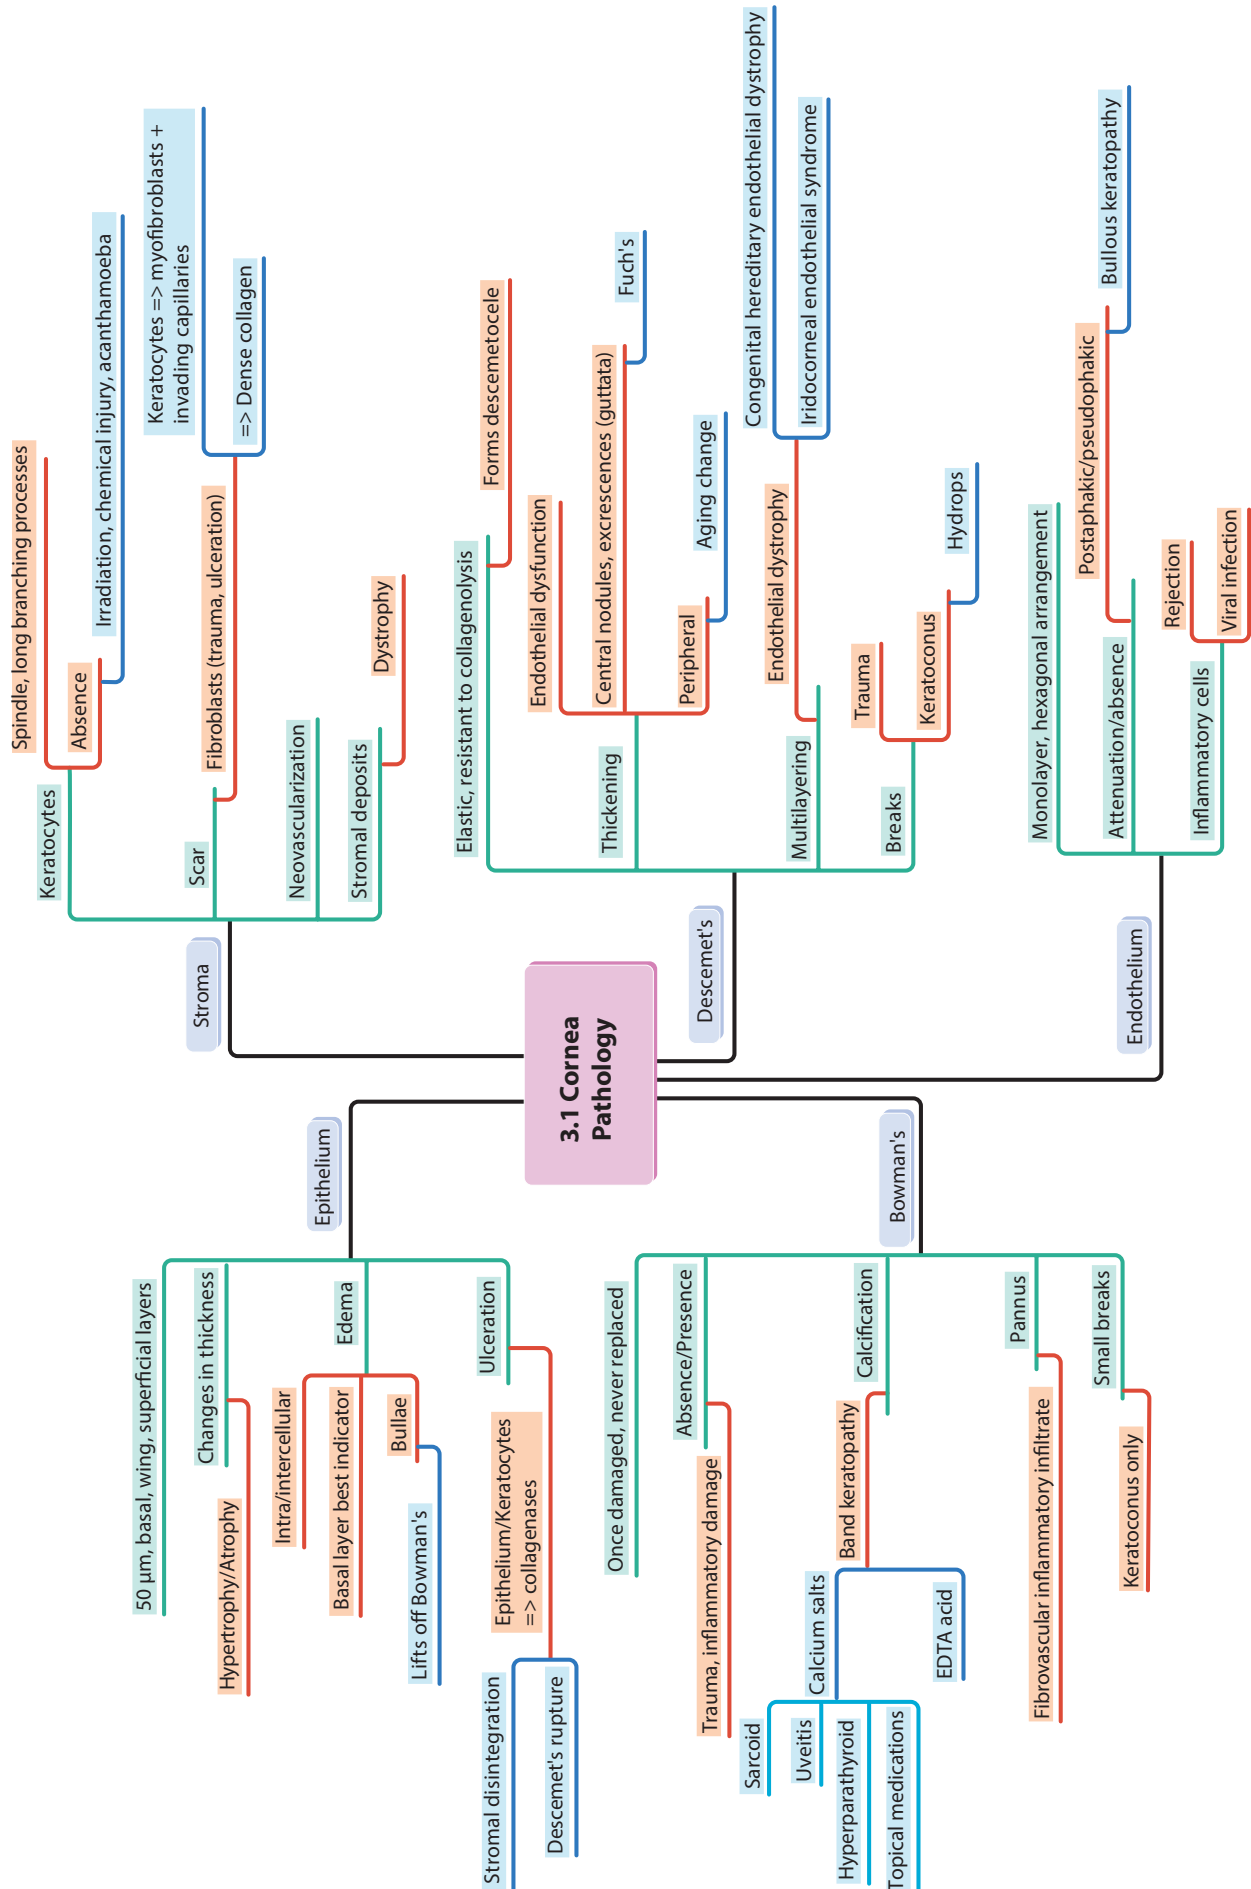 3.1 Cornea
Pathology
Epithelium
50 µm, basal, wing, superficial layers
Changes in thickness
Hypertrophy/Atrophy
Edema
Intra/intercellular
Basal layer best indicator
Bullae
Lifts off Bowman's
Ulceration
Epithelium/Keratocytes
=> collagenases
Stromal disintegration
Descemet's rupture
Bowman's
Once damaged, never replaced
Absence/Presence
Trauma, inflammatory damage
Calcification
Band keratopathy
Calcium salts
Sarcoid
Uveitis
Hyperparathyroid
Topical medications
EDTA acid
Pannus
Fibrovascular inflammatory infiltrate
Small breaks
Keratoconus only
Stroma
Keratocytes
Spindle, long branching processes
Absence
Irradiation, chemical injury, acanthamoeba
Scar
Fibroblasts (trauma, ulceration)
Keratocytes => myofibroblasts +
invading capillaries
=> Dense collagen
Neovascularization
Stromal deposits
Dystrophy
Descemet's
Elastic, resistant to collagenolysis
Forms descemetocele
Thickening
Endothelial dysfunction
Central nodules, excrescences (guttata)
Fuch's
Peripheral
Aging change
Multilayering
Endothelial dystrophy
Congenital hereditary endothelial dystrophy
Iridocorneal endothelial syndrome
Breaks
Trauma
Keratoconus
Hydrops
Endothelium
Monolayer, hexagonal arrangement
Attenuation/absence
Postaphakic/pseudophakic
Bullous keratopathy
Inflammatory cells
Rejection
Viral infection